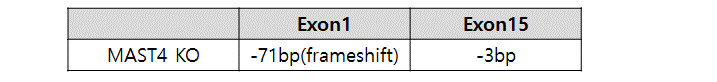 Exon1 Exon15
MAST4 KO -71bp(frameshift) -3bp